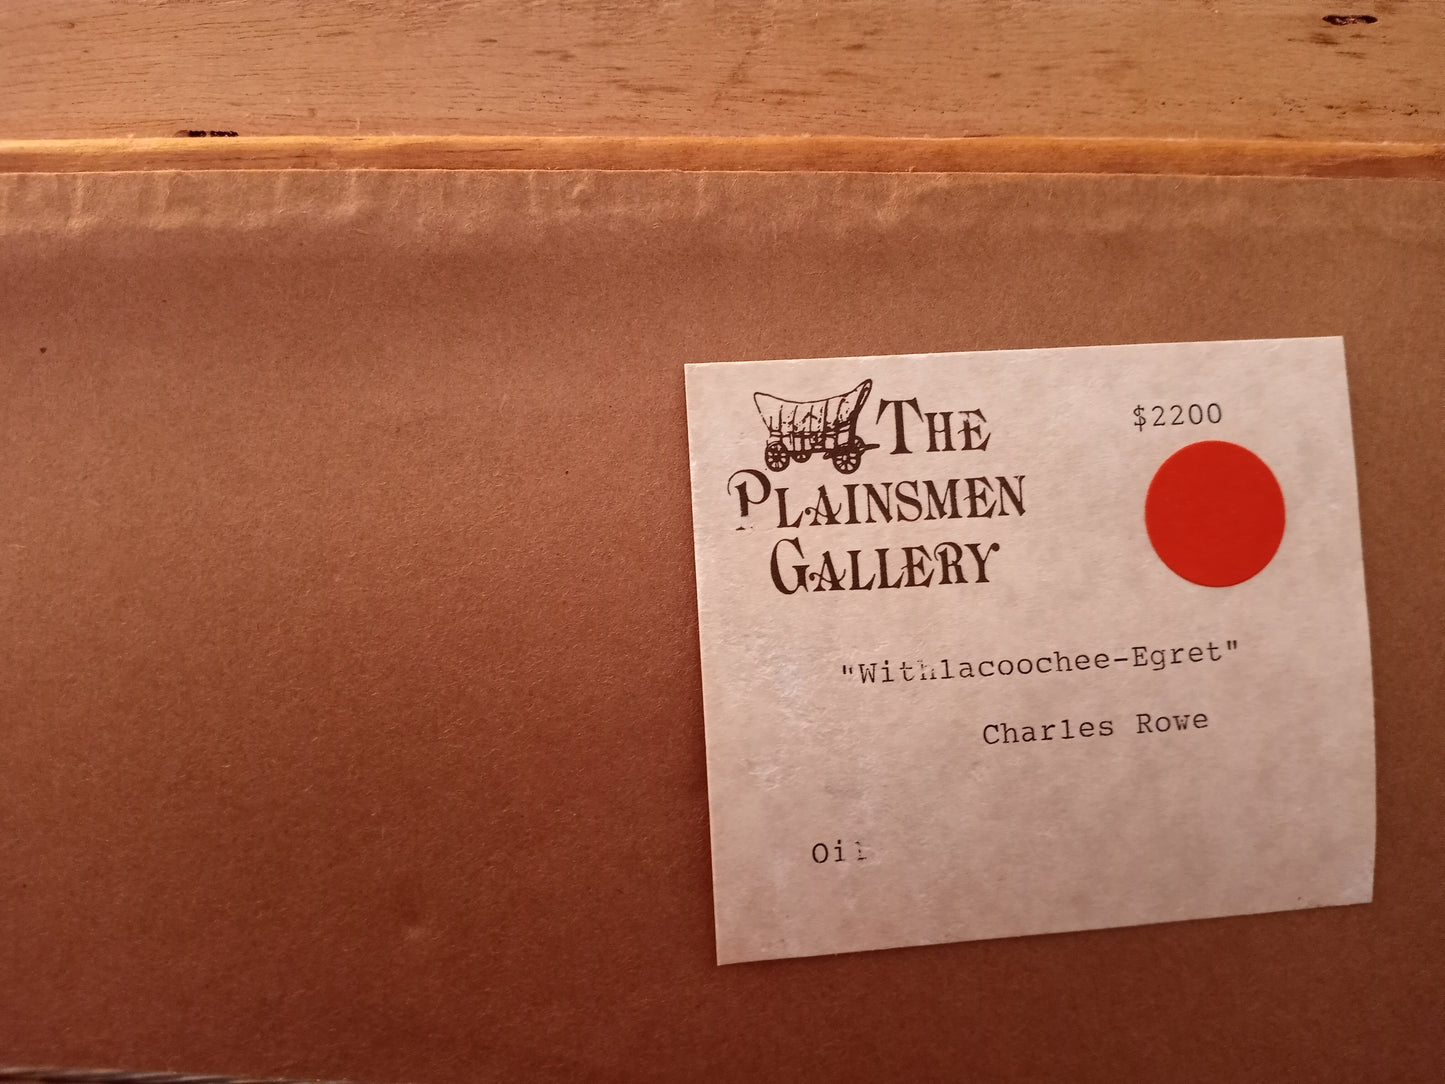 The
Plainsmen
Gallery
$2200
"Withlacoochee-Egret"
Charles Rowe
Oil